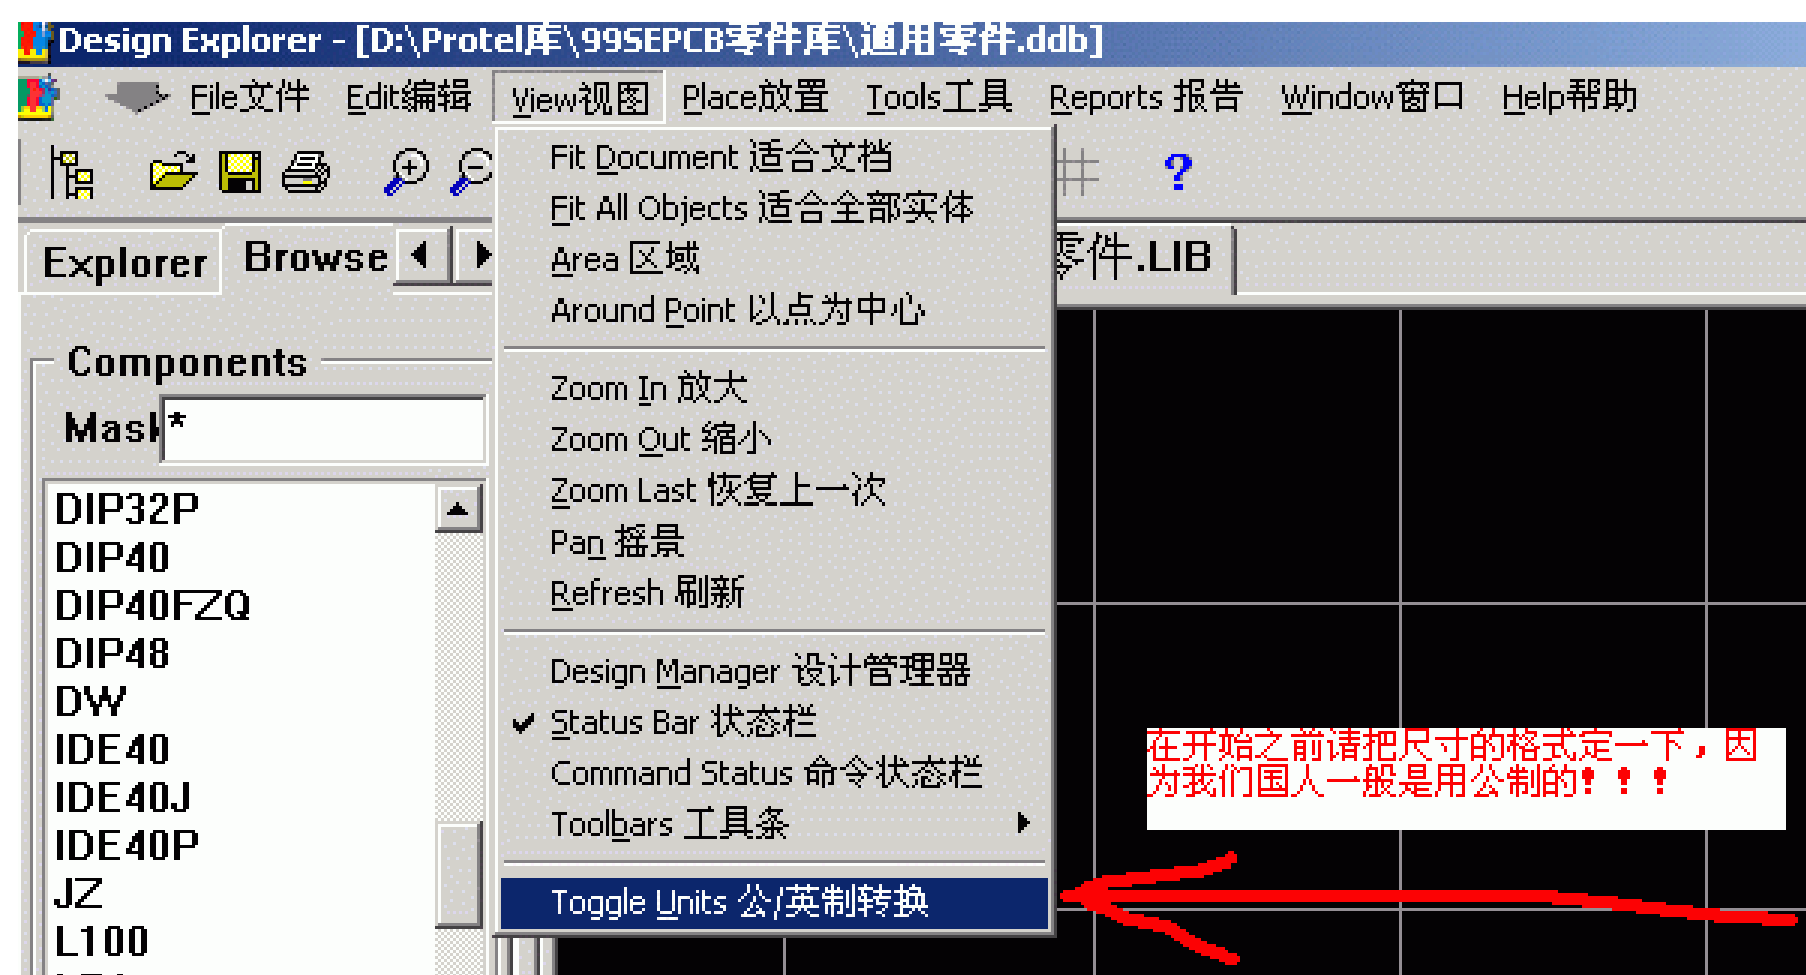 Design Explorer - [D:\Protel库\99SEPCB零件库\通用零件.ddb]
File文件 Edit编辑 View视图 Place放置 Tools工具 Reports 报告 Window窗口 Help帮助
?
Explorer Browse
零件.LIB
Fit Document 适合文档
Fit All Objects 适合全部实体
Area 区域
Around Point 以点为中心
Zoom In 放大
Zoom Out 缩小
Zoom Last 恢复上一次
Pan 摇景
Refresh 刷新
Design Manager 设计管理器
Status Bar 状态栏
Command Status 命令状态栏
Toolbars 工具条
Toggle Units 公/英制转换
Components
Mask *
DIP32P
DIP40
DIP40FZQ
DIP48
DW
IDE40
IDE40J
IDE40P
JZ
L100
在开始之前请把尺寸的格式定一下，因
为我们国人一般是用公制的！！！